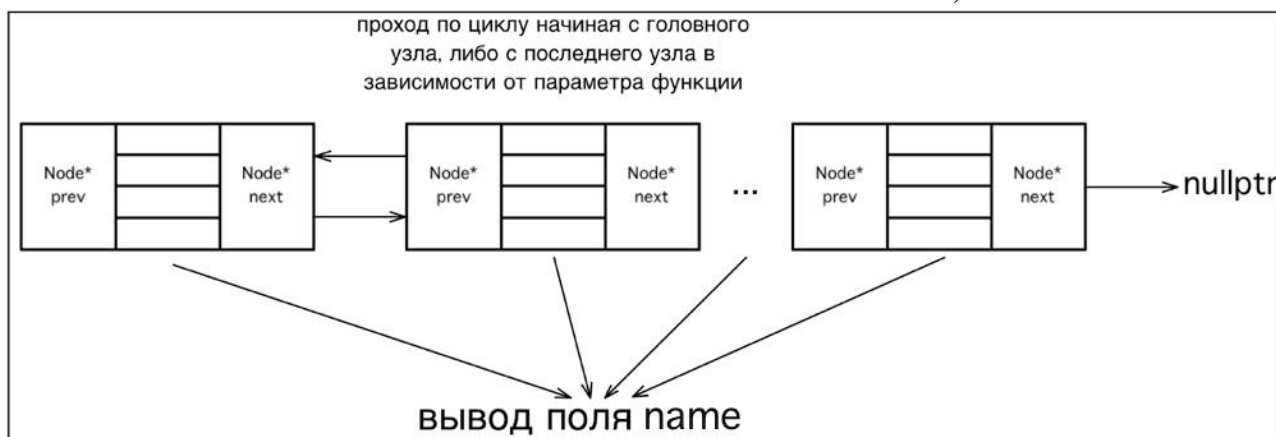 проход по циклу начиная с головного
узла, либо с последнего узла в
зависимости от параметра функции
Node*
prev
Node*
next
Node*
prev
Node*
next
...
Node*
prev
Node*
next
nullptr
вывод поля name